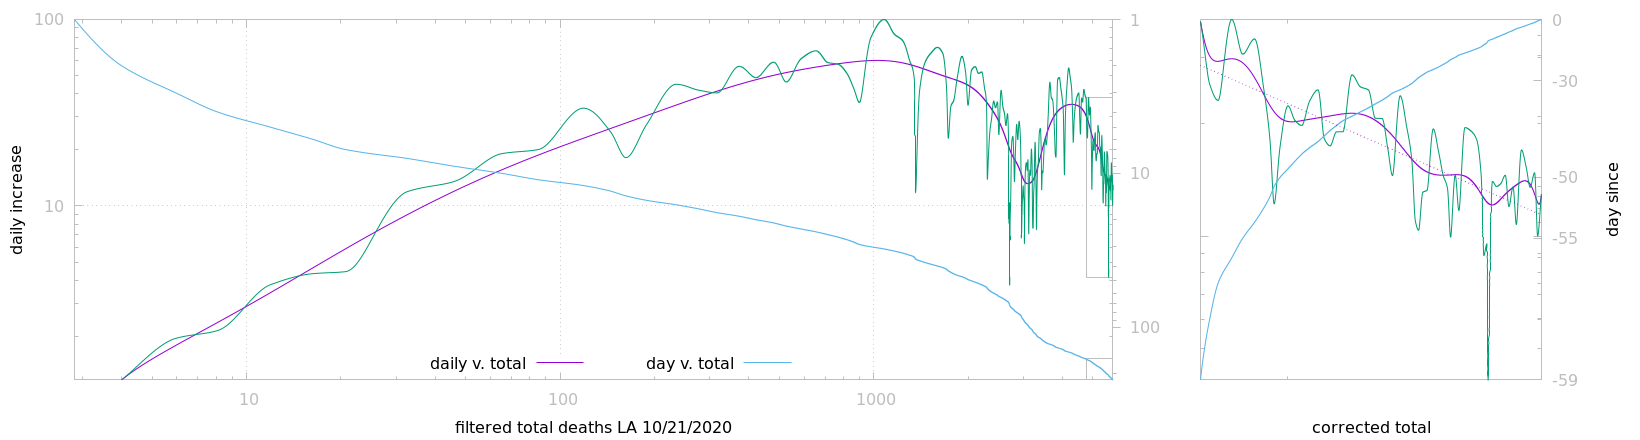 100
10
daily increase
daily v. total
day v. total
10
100
1000
filtered total deaths LA 10/21/2020
1
10
100
0
-30
-50
-55
-59
day since
corrected total